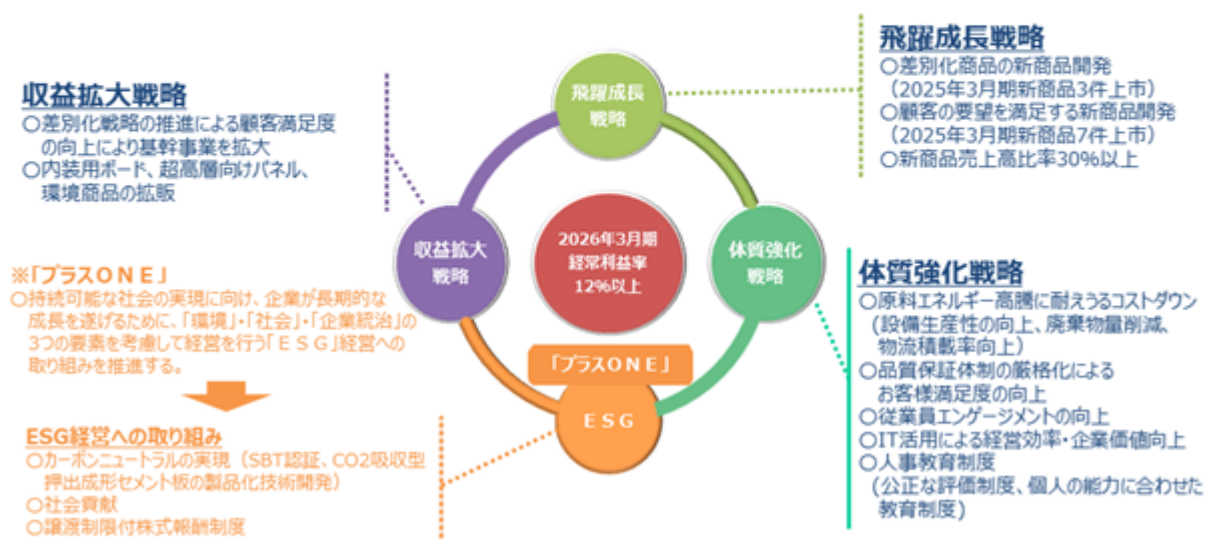 収益拡大戦略
○差別化戦略の推進による顧客満足度
の向上により基幹事業を拡大
○内装用ボード、超高層向けパネル、
環境商品の拡販
※「プラスＯＮＥ」
○持続可能な社会の実現に向け、企業が長期的な
成長を遂げるために、「環境」・「社会」・「企業統治」の
3つの要素を考慮して経営を行う「ＥＳＧ」経営への
取り組みを推進する。
ESG経営への取り組み
○カーボンニュートラルの実現（SBT認証、CO2吸収型
押出成形セメント板の製品化技術開発）
○社会貢献
○譲渡制限付株式報酬制度
飛躍成長
戦略
収益拡大
戦略
2026年3月期
経常利益率
12%以上
体質強化
戦略
「プラスＯＮＥ」
ＥＳＧ
飛躍成長戦略
○差別化商品の新商品開発
（2025年3月期新商品3件上市）
○顧客の要望を満足する新商品開発
（2025年3月期新商品7件上市）
○新商品売上高比率30%以上
体質強化戦略
○原料エネルギー高騰に耐えうるコストダウン
(設備生産性の向上、廃棄物量削減、
物流積載率向上）
○品質保証体制の厳格化による
お客様満足度の向上
○従業員エンゲージメントの向上
○IT活用による経営効率・企業価値向上
○人事教育制度
(公正な評価制度、個人の能力に合わせた
教育制度)